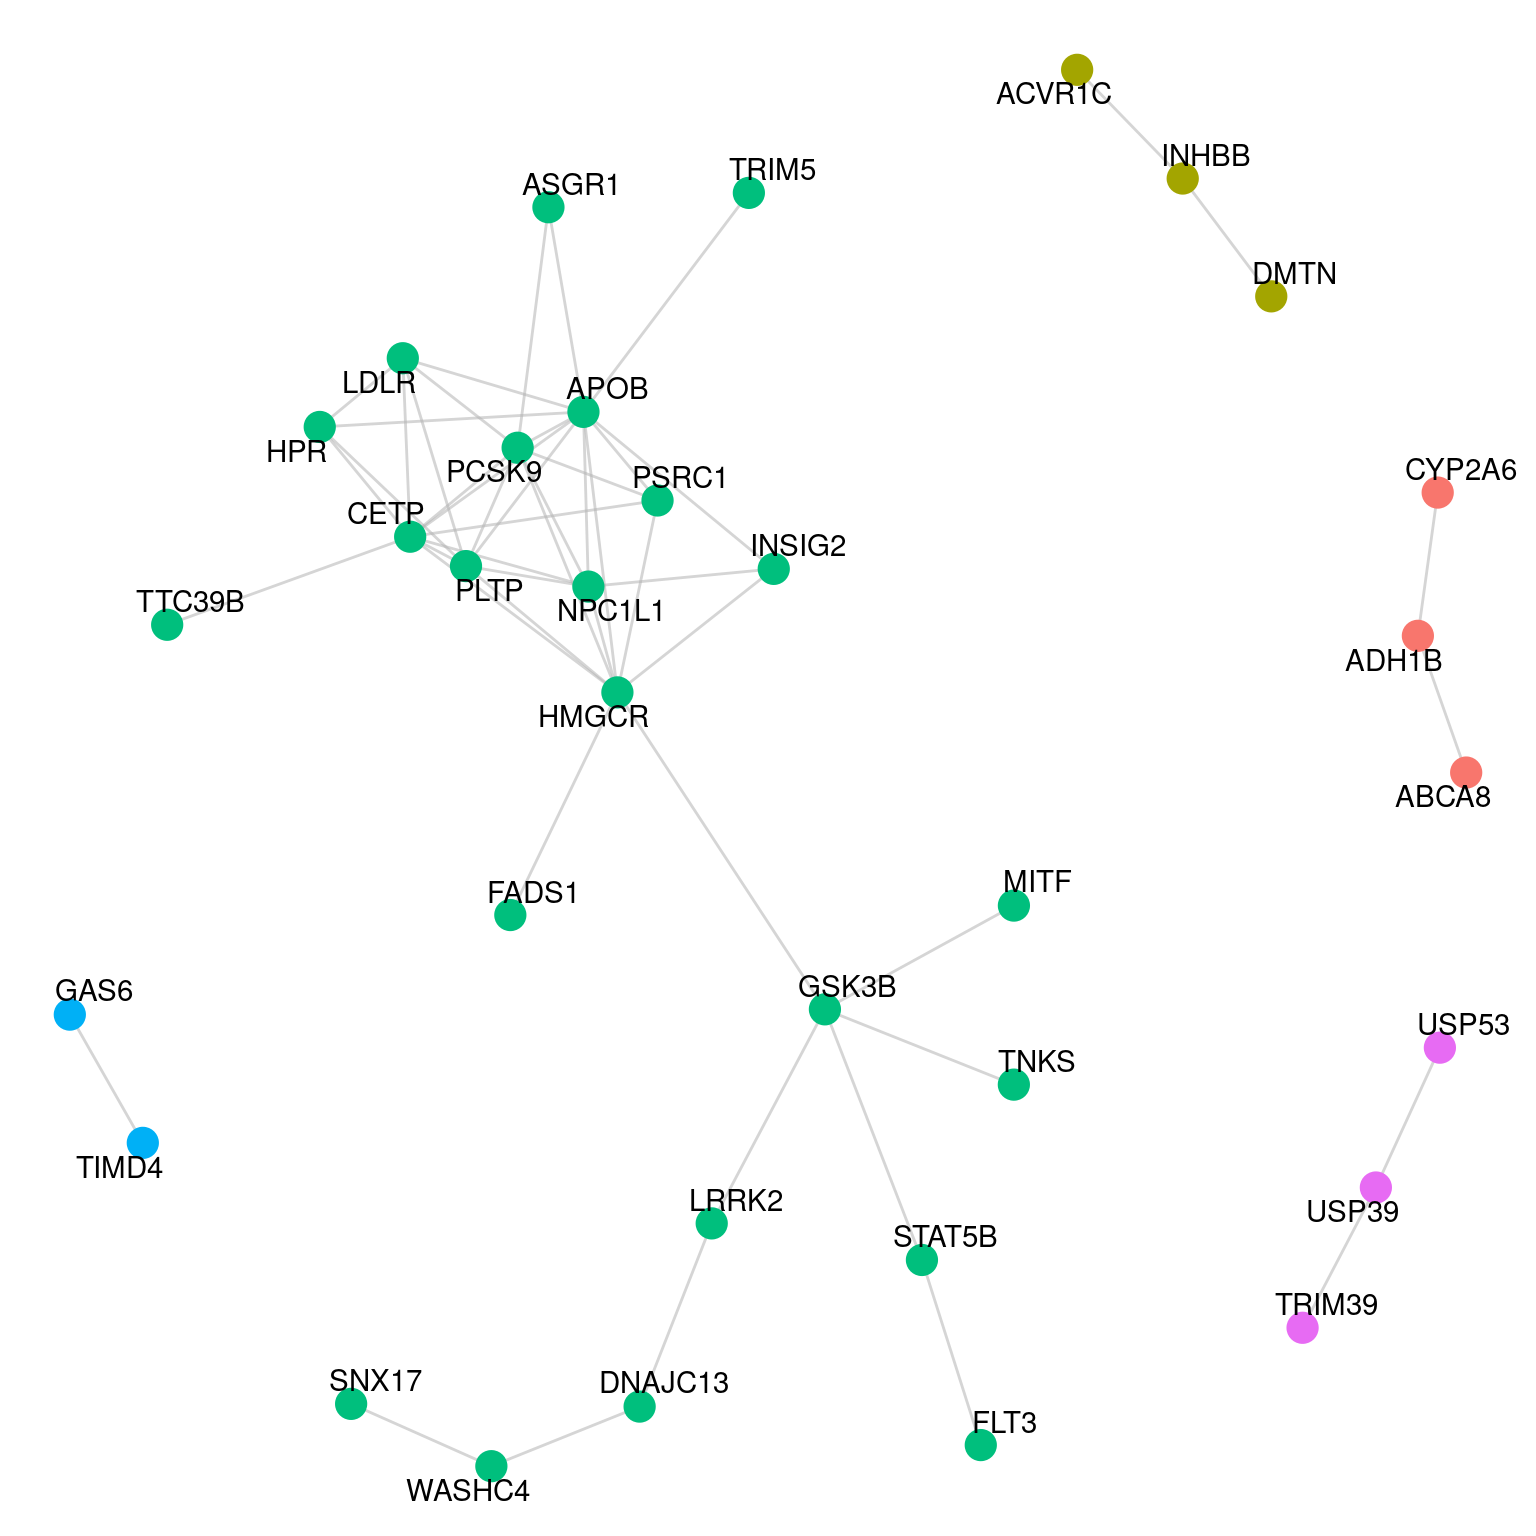 ACVR1C
INHBB
TRIM5
ASGR1
DMTN
LDLR
APOB
HPR
PCSK9
PSRC1
CYP2A6
CETP
INSIG2
PLTP
TTC39B
NPC1L1
ADH1B
HMGCR
ABCA8
MITF
FADS1
GSK3B
GAS6
USP53
TNKS
TIMD4
LRRK2
USP39
STAT5B
TRIM39
SNX17
DNAJC13
FLT3
WASHC4